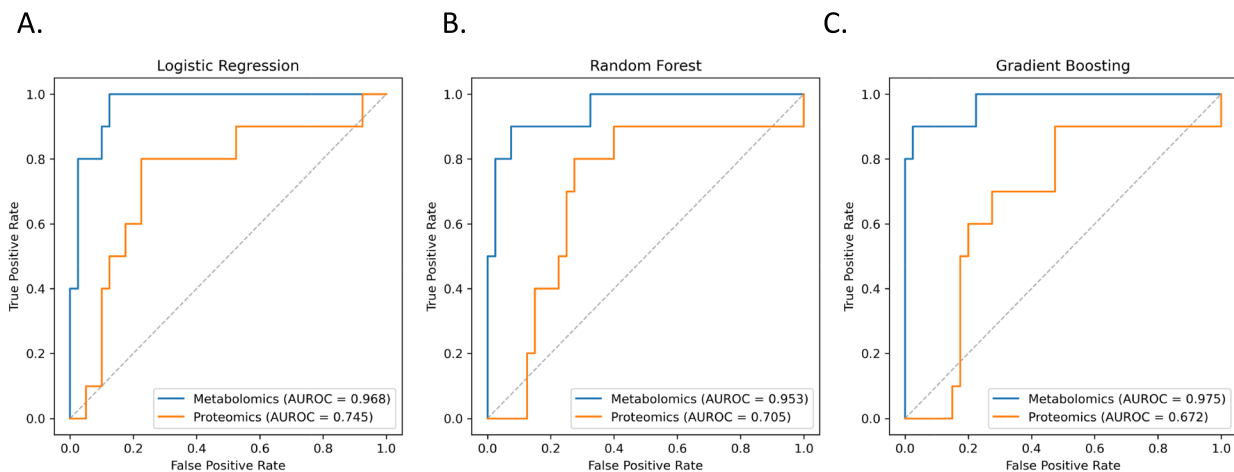 A.
Logistic Regression
True Positive Rate
1.0
0.8
0.6
0.4
0.2
0.0
Metabolomics (AUROC = 0.968)
Proteomics (AUROC = 0.745)
0.0 0.2 0.4 0.6 0.8 1.0
False Positive Rate
B.
Random Forest
True Positive Rate
1.0
0.8
0.6
0.4
0.2
0.0
Metabolomics (AUROC = 0.953)
Proteomics (AUROC = 0.705)
0.0 0.2 0.4 0.6 0.8 1.0
False Positive Rate
C.
Gradient Boosting
True Positive Rate
1.0
0.8
0.6
0.4
0.2
0.0
Metabolomics (AUROC = 0.975)
Proteomics (AUROC = 0.672)
0.0 0.2 0.4 0.6 0.8 1.0
False Positive Rate